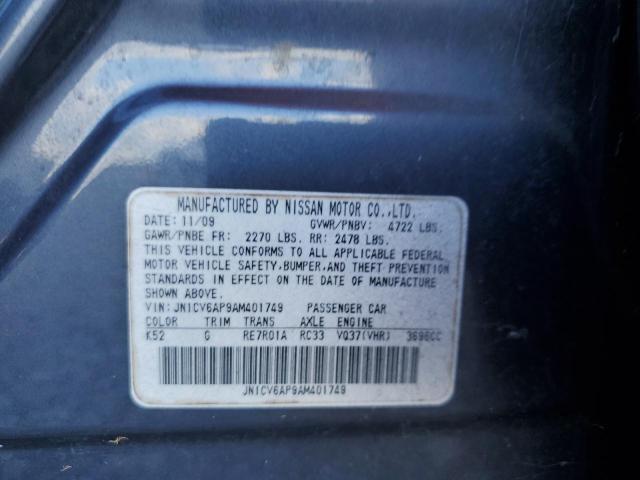 MANUFACTURED BY NISSAN MOTOR CO.,LTD.
DATE: 11/09 GVWR/PNBV: 4722 LBS.
GAWR/PNBE FR: 2270 LBS. RR: 2478 LBS.
THIS VEHICLE CONFORMS TO ALL APPLICABLE FEDERAL
MOTOR VEHICLE SAFETY,BUMPER,AND THEFT PREVENTION
STANDARDS IN EFFECT ON THE DATE OF MANUFACTURE
SHOWN ABOVE.
VIN: JN1CV6AP9AM401749 PASSENGER CAR
COLOR TRIM TRANS AXLE ENGINE
K52 G RE7R01A RC33 VQ37(VHR) 3696CC
JN1CV6AP9AM401749